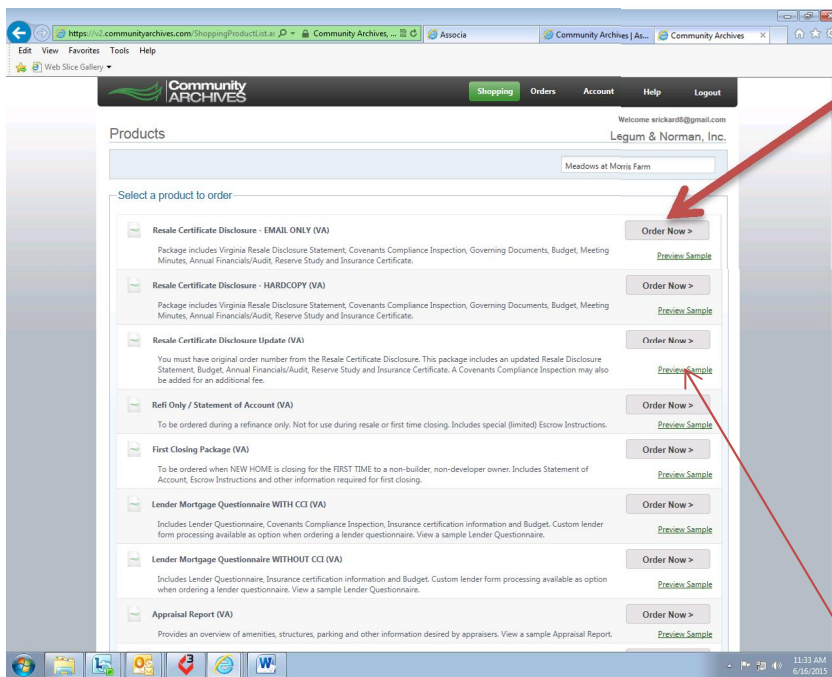 https://v2.communityarchives.com/ShoppingProductList.as
Community Archives, ...
Associa
Community Archives | As...
Community Archives
Edit View Favorites Tools Help
Web Slice Gallery
Community
ARCHIVES
Shopping Orders Account Help Logout
Welcome srickard8@gmail.com
Products
Legum & Norman, Inc.
Meadows at Morris Farm
Select a product to order
Resale Certificate Disclosure - EMAIL ONLY (VA)
Order Now >
Package includes Virginia Resale Disclosure Statement, Covenants Compliance Inspection, Governing Documents, Budget, Meeting
Minutes, Annual Financials/Audit, Reserve Study and Insurance Certificate.
Preview Sample
Resale Certificate Disclosure - HARDCOPY (VA)
Order Now >
Package includes Virginia Resale Disclosure Statement, Covenants Compliance Inspection, Governing Documents, Budget, Meeting
Minutes, Annual Financials/Audit, Reserve Study and Insurance Certificate.
Preview Sample
Resale Certificate Disclosure Update (VA)
Order Now >
You must have original order number from the Resale Certificate Disclosure. This package includes an updated Resale Disclosure
Statement, Budget, Annual Financials/Audit, Reserve Study and Insurance Certificate. A Covenants Compliance Inspection may also
be added for an additional fee.
Preview Sample
Refi Only / Statement of Account (VA)
Order Now >
To be ordered during a refinance only. Not for use during resale or first time closing. Includes special (limited) Escrow Instructions.
Preview Sample
First Closing Package (VA)
Order Now >
To be ordered when NEW HOME is closing for the FIRST TIME to a non-builder, non-developer owner. Includes Statement of
Account, Escrow Instructions and other information required for first closing.
Preview Sample
Lender Mortgage Questionnaire WITH CCI (VA)
Order Now >
Includes Lender Questionnaire, Covenants Compliance Inspection, Insurance certification information and Budget. Custom lender
form processing available as option when ordering a lender questionnaire. View a sample Lender Questionnaire.
Preview Sample
Lender Mortgage Questionnaire WITHOUT CCI (VA)
Order Now >
Includes Lender Questionnaire, Insurance certification information and Budget. Custom lender form processing available as option
when ordering a lender questionnaire. View a sample Lender Questionnaire.
Preview Sample
Appraisal Report (VA)
Order Now >
Provides an overview of amenities, structures, parking and other information desired by appraisers. View a sample Appraisal Report.
Preview Sample
11:33 AM
6/16/2015